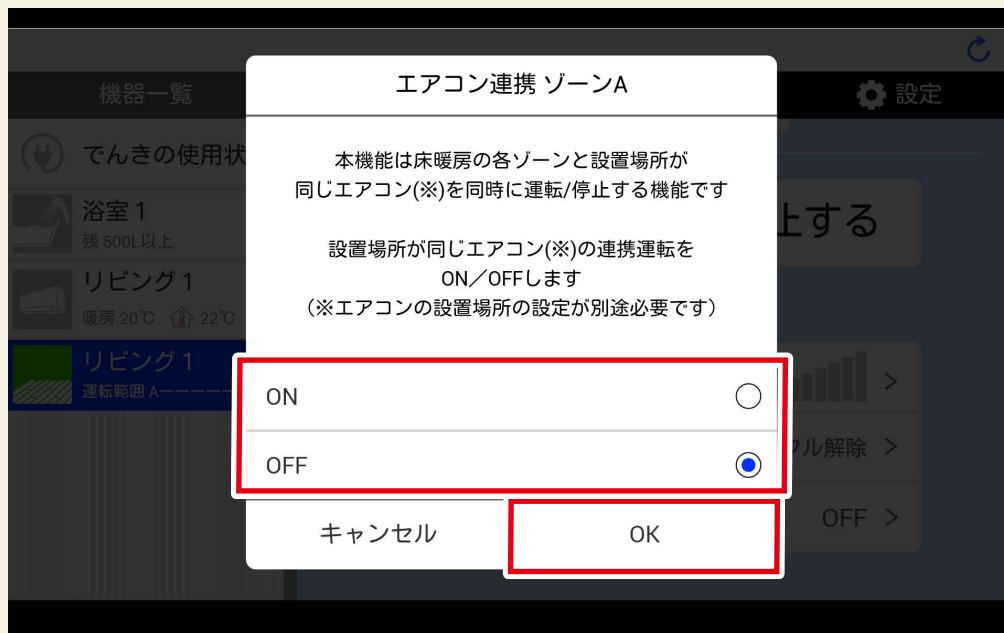 機器一覧
設定
でんきの使用状
浴室 1
残 500L以上
リビング 1
暖房 20℃ 22℃
リビング 1
運転範囲 A－－－－
上する
フル解除 >
OFF >
エアコン連携 ゾーンA
本機能は床暖房の各ゾーンと設置場所が
同じエアコン(※)を同時に運転/停止する機能です
設置場所が同じエアコン(※)の連携運転を
ON／OFFします
（※エアコンの設置場所の設定が別途必要です）
ON
OFF
キャンセル
OK